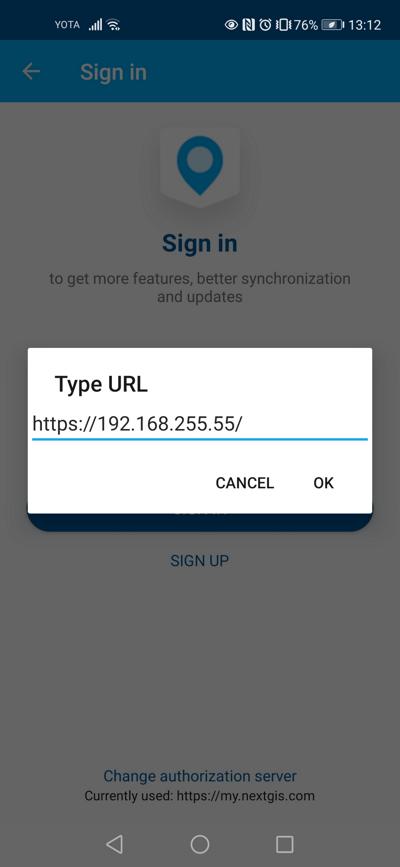 YOTA 76% 13:12
Sign in
Sign in
to get more features, better synchronization
and updates
Type URL
https://192.168.255.55/
CANCEL OK
SIGN UP
Change authorization server
Currently used: https://my.nextgis.com